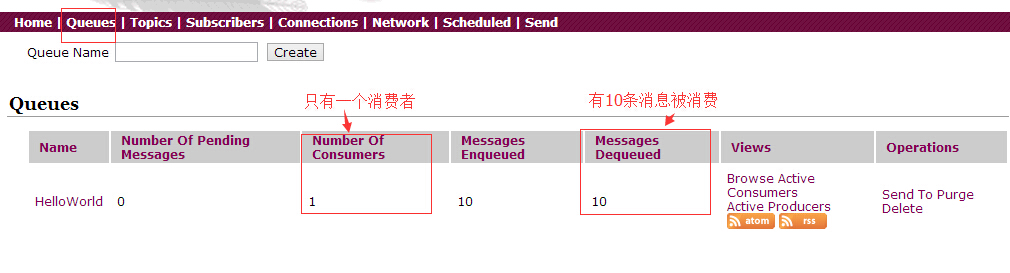 Home | Queues | Topics | Subscribers | Connections | Network | Scheduled | Send
Queue Name Create
Queues
只有一个消费者
有10条消息被消费
Name Number Of Pending Messages Number Of Consumers Messages Enqueued Messages Dequeued Views Operations
HelloWorld 0 1 10 10 Browse Active Consumers Active Producers atom rss Send To Purge Delete